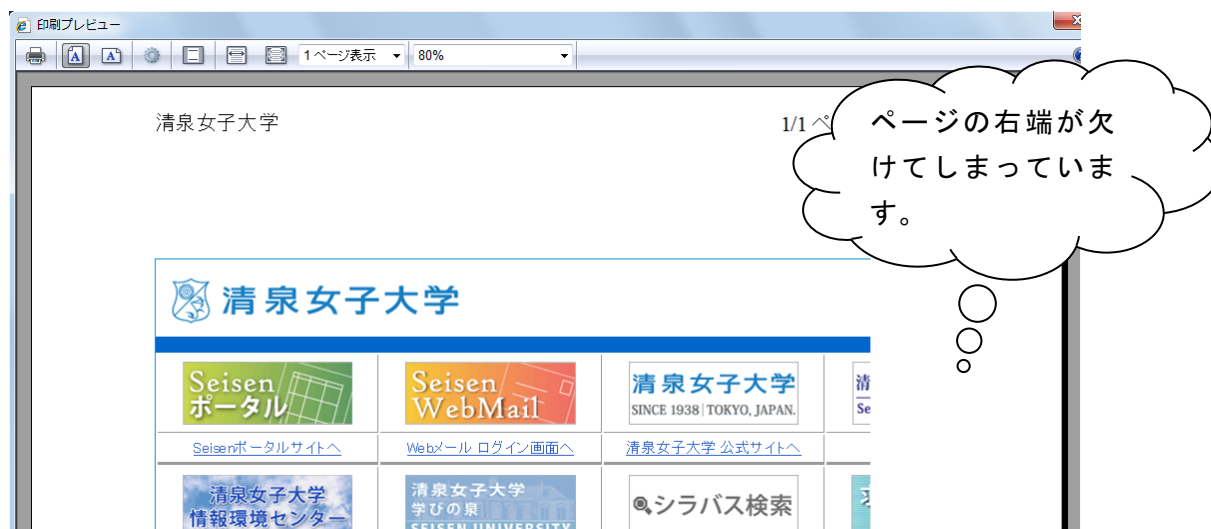 印刷プレビュー
1ページ表示 80%
清泉女子大学 1/1
ページの右端が欠
けてしまっていま
す。
清泉女子大学
Seisen ポータル
Seisen WebMail
清泉女子大学
SINCE 1938 | TOKYO, JAPAN.
清
Se
Seisenポータルサイトへ Webメール ログイン画面へ 清泉女子大学 公式サイトへ
清泉女子大学
情報環境センター
清泉女子大学
学びの泉
SEISEN UNIVERSITY
シラバス検索